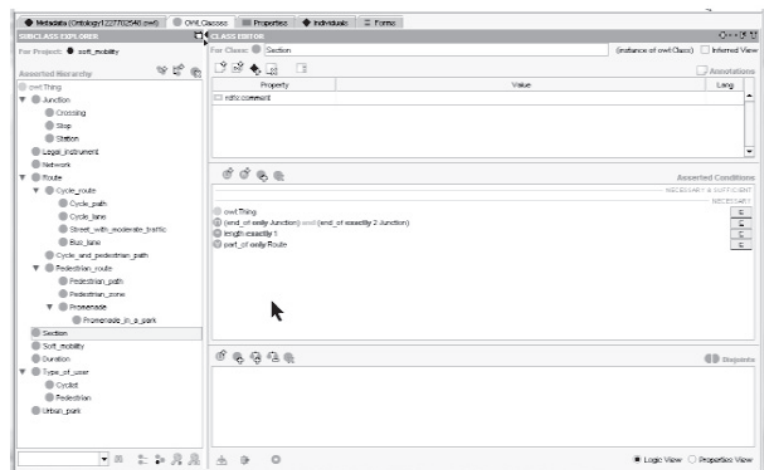 Metadata (Ontology1227702546.owl) OWLClasses Properties Individuals Forms
SUBCLASS EXPLORER
For Project: soft_mobility
Asserted Hierarchy
owl:Thing
Junction
Crossing
Stop
Station
Legal_instrument
Network
Route
Cycle_route
Cycle_path
Cycle_lane
Street_with_moderate_traffic
Bus_lane
Cycle_and_pedestrian_path
Pedestrian_route
Pedestrian_path
Pedestrian_zone
Promenade
Promenade_in_a_park
Section
Soft_mobility
Duration
Type_of_user
Cyclist
Pedestrian
Urban_park
CLASS EDITOR
For Class: Section (instance of owl:Class) Inferred View
Annotations
Property Value Lang
rdfs:comment
Asserted Conditions
NECESSARY & SUFFICIENT
NECESSARY
owl:Thing
(end_of only Junction) and (end_of exactly 2 Junction)
length exactly 1
part_of only Route
Disjoints
Logic View Properties View